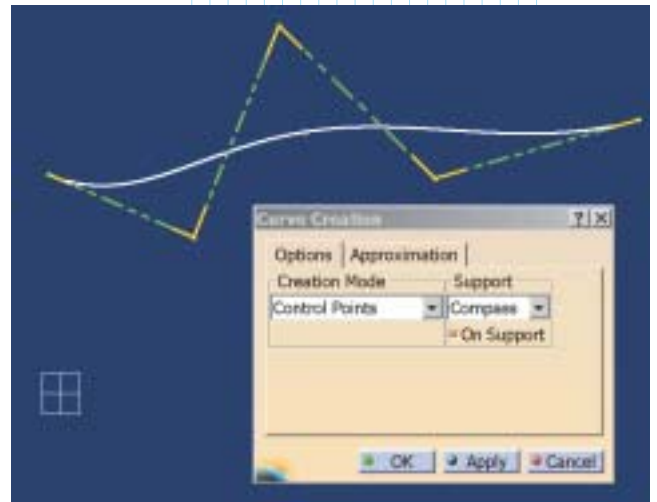 Curve Creation ? X
Options Approximation
Creation Mode Support
Control Points Compass
On Support
OK Apply Cancel